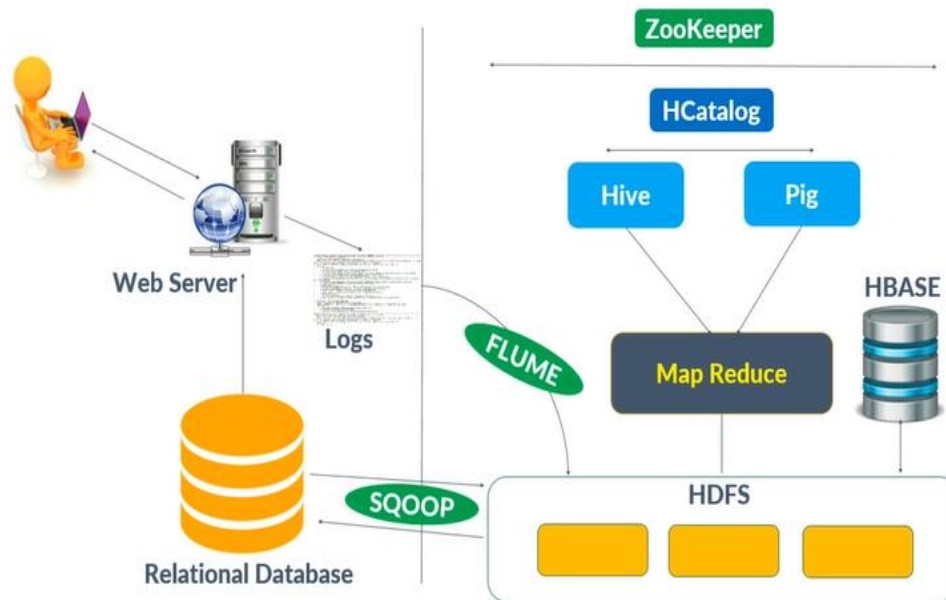 ZooKeeper
HCatalog
Hive
Pig
Web Server
HBASE
Logs
FLUME
Map Reduce
SQOOP
HDFS
Relational Database